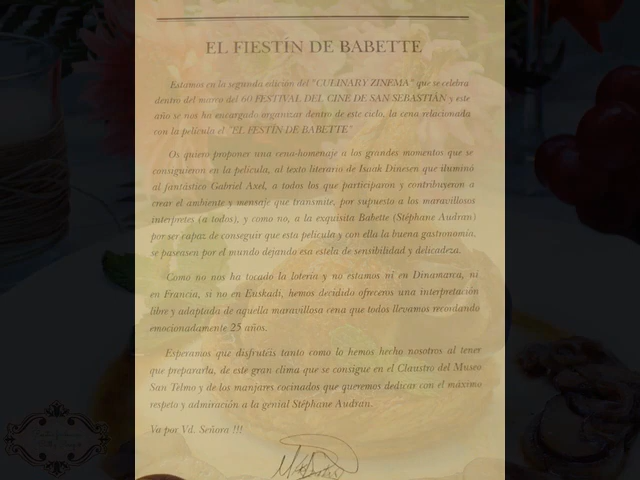 EL FIESTÍN DE BABETTE
Estamos en la segunda edición del "CULINARY ZINEMA" que se celebra
dentro del marco del 60 FESTIVAL DEL CINE DE SAN SEBASTIÁN y este
año se nos ha encargado organizar dentro de este ciclo, la cena relacionada
con la película el "EL FESTÍN DE BABETTE"
Os quiero proponer una cena-homenaje a los grandes momentos que se
consiguieron en la película, al texto literario de Isaak Dinesen que iluminó
al fantástico Gabriel Axel, a todos los que participaron y contribuyeron a
crear el ambiente y mensaje que transmite, por supuesto a los maravillosos
interpretes (a todos), y como no, a la exquisita Babette (Stéphane Audran)
por ser capaz de conseguir que esta película y con ella la buena gastronomía,
se paseasen por el mundo dejando esa estela de sensibilidad y delicadeza.
Como no nos ha tocado la lotería y no estamos ni en Dinamarca, ni
en Francia, si no en Euskadi, hemos decidido ofreceros una interpretación
libre y adaptada de aquella maravillosa cena que todos llevamos recordando
emocionadamente 25 años.
Esperamos que disfrutéis tanto como la hemos hecho nosotros al tener
que prepararla, de este gran clima que se consigue en el Claustro del Museo
San Telmo y de los manjares cocinados que queremos dedicar con el máximo
respeto y admiración a la genial Stéphane Audran.
Va por Vd. Señora !!!